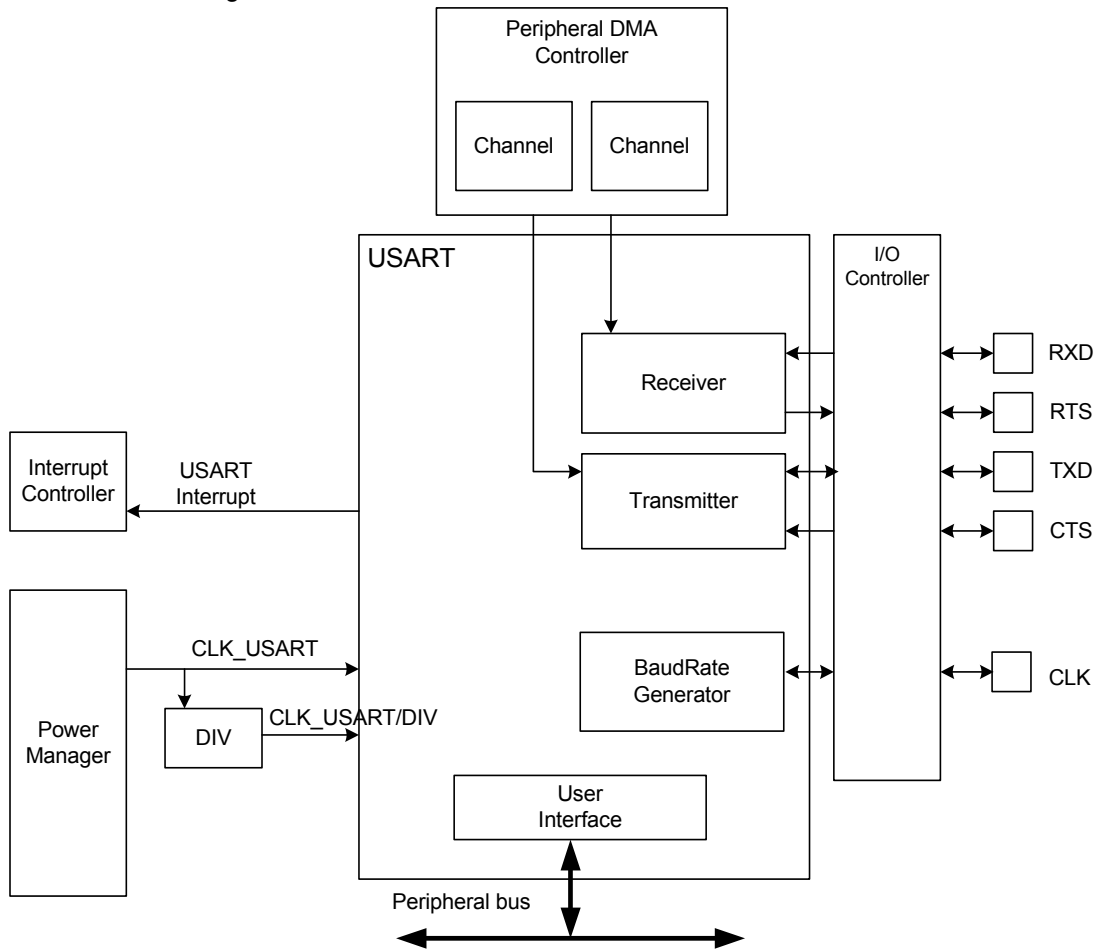 Peripheral DMA
Controller
Channel
Channel
USART
I/O
Controller
Receiver
RXD
RTS
Interrupt
Controller
USART
Interrupt
Transmitter
TXD
CTS
CLK_USART
BaudRate
Generator
CLK
Power
Manager
DIV
CLK_USART/DIV
User
Interface
Peripheral bus